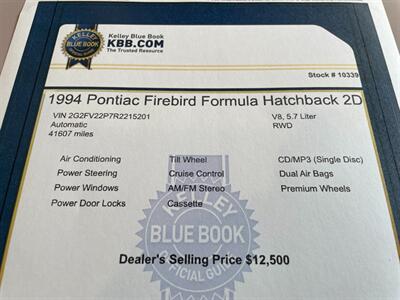 Kelley Blue Book
KBB.COM
The Trusted Resource
KELLEY
BLUE BOOK
Stock # 10339
1994 Pontiac Firebird Formula Hatchback 2D
VIN 2G2FV22P7R2215201 V8, 5.7 Liter
Automatic RWD
41607 miles
Air Conditioning Tilt Wheel CD/MP3 (Single Disc)
Power Steering Cruise Control Dual Air Bags
Power Windows AM/FM Stereo Premium Wheels
Power Door Locks Cassette
KELLEY
BLUE BOOK
OFFICIAL GUIDE
Dealer's Selling Price $12,500